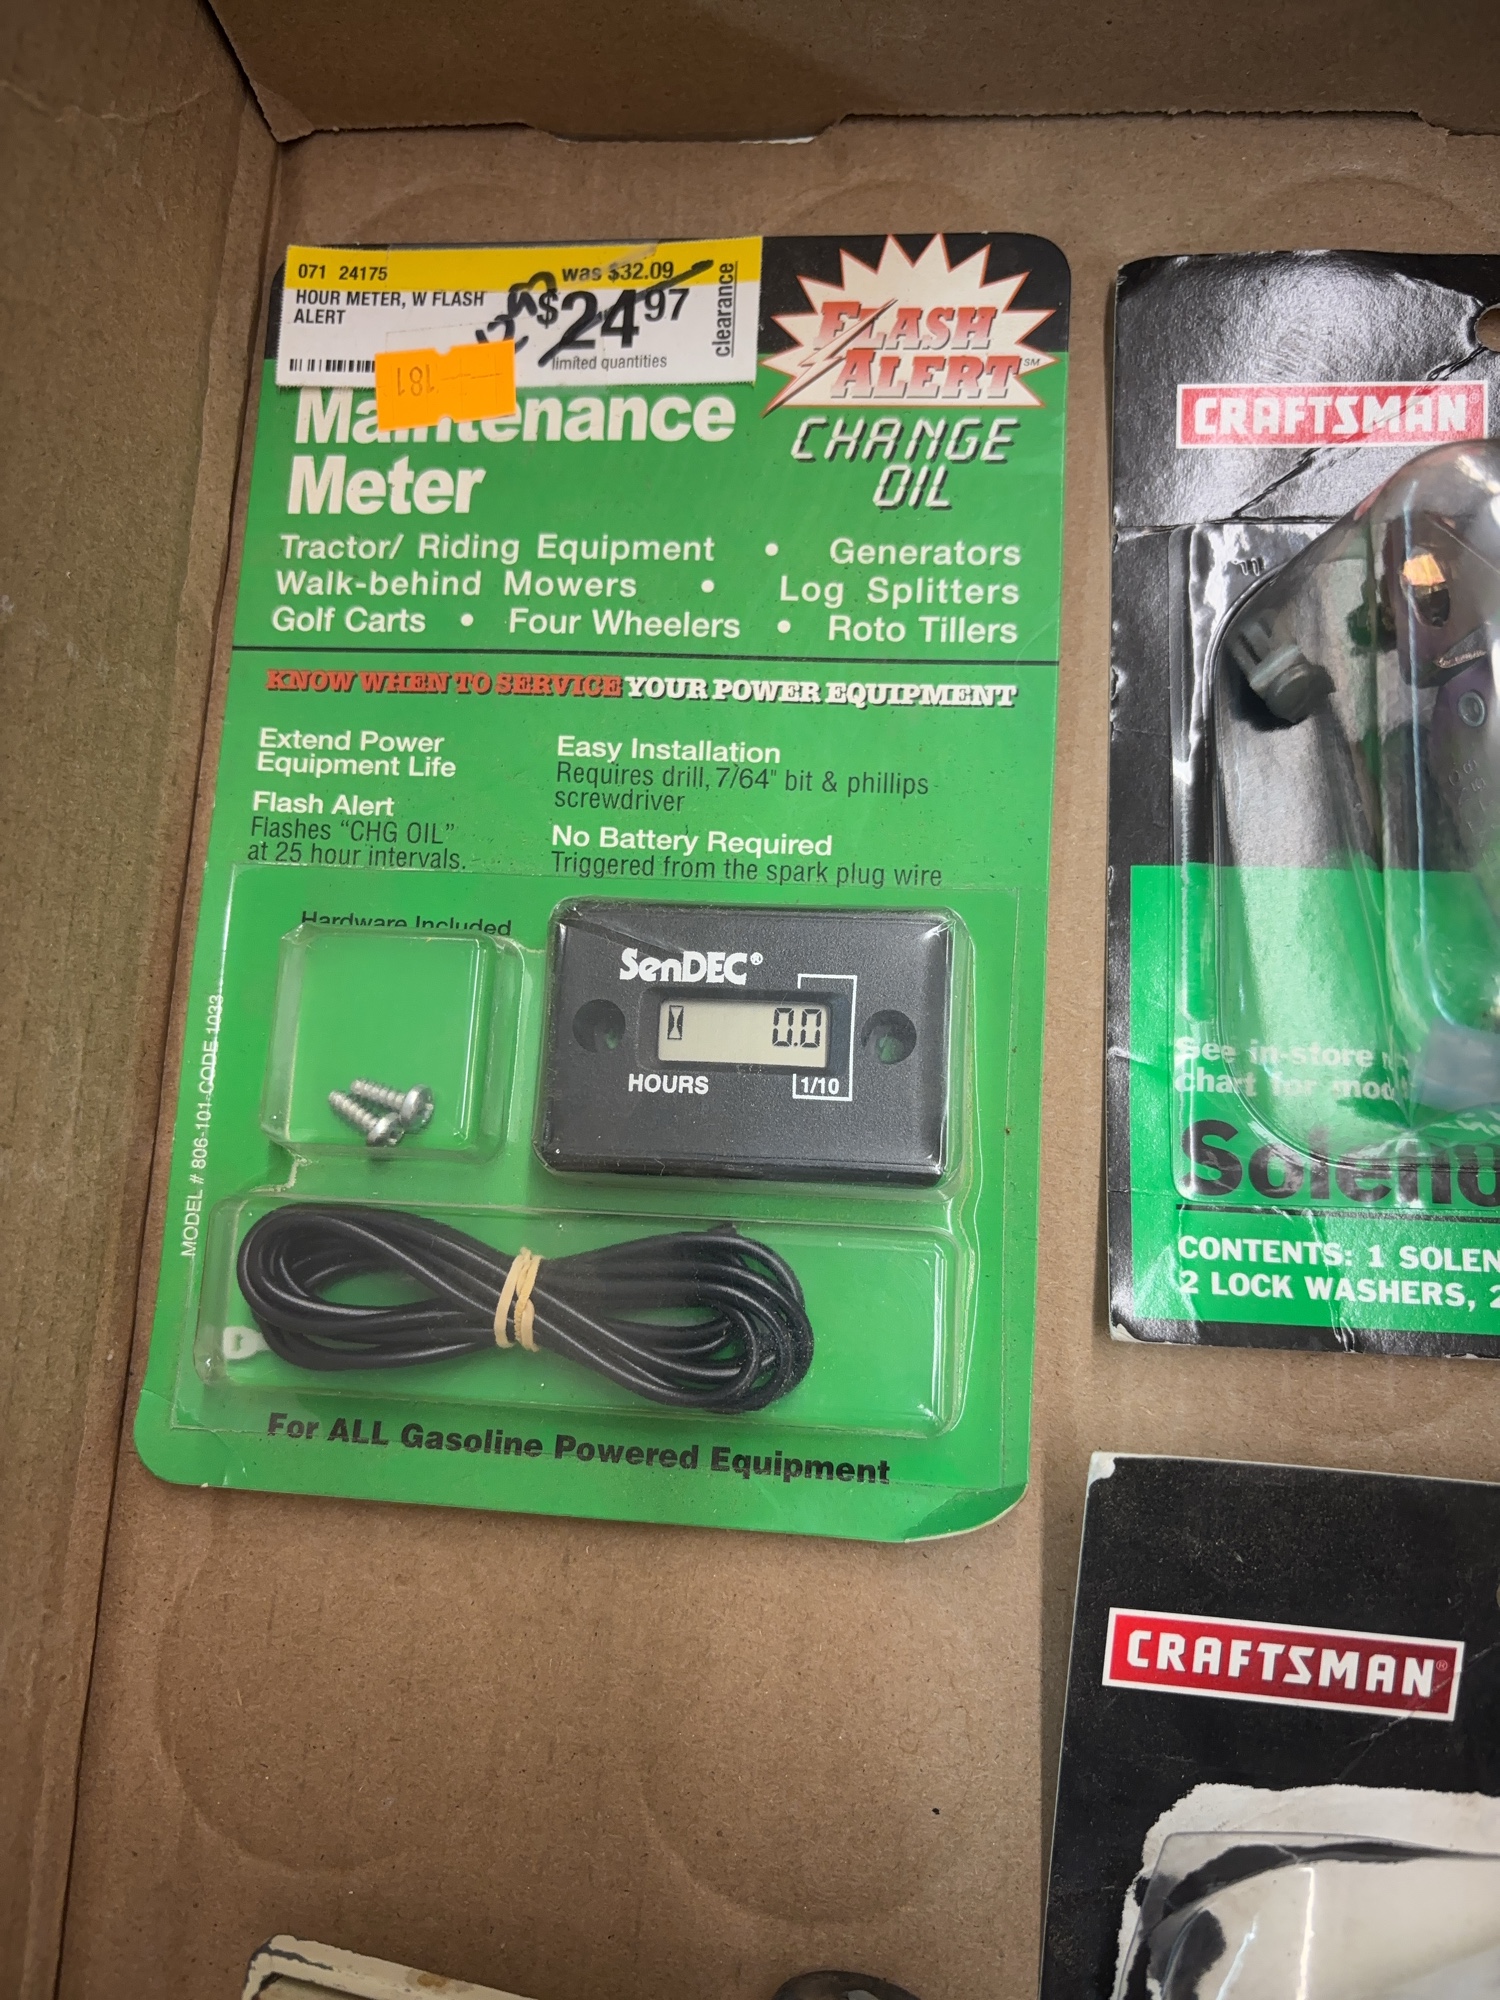 071 24175
was $32.09
HOUR METER, W FLASH
ALERT
$24.97
clearance
limited quantities
181
FLASH
ALERT SM
CHANGE
OIL
Maintenance
Meter
Tractor/ Riding Equipment • Generators
Walk-behind Mowers • Log Splitters
Golf Carts • Four Wheelers • Roto Tillers
KNOW WHEN TO SERVICE YOUR POWER EQUIPMENT
Extend Power
Equipment Life
Flash Alert
Flashes “CHG OIL”
at 25 hour intervals.
Easy Installation
Requires drill, 7/64" bit & phillips
screwdriver
No Battery Required
Triggered from the spark plug wire
Hardware Included
SenDEC®
0.0
HOURS
1/10
MODEL # 806-101 CODE 1033
For ALL Gasoline Powered Equipment
CRAFTSMAN®
See in-store
chart for
CONTENTS: 1
2 LOCK WASHERS,
CRAFTSMAN®